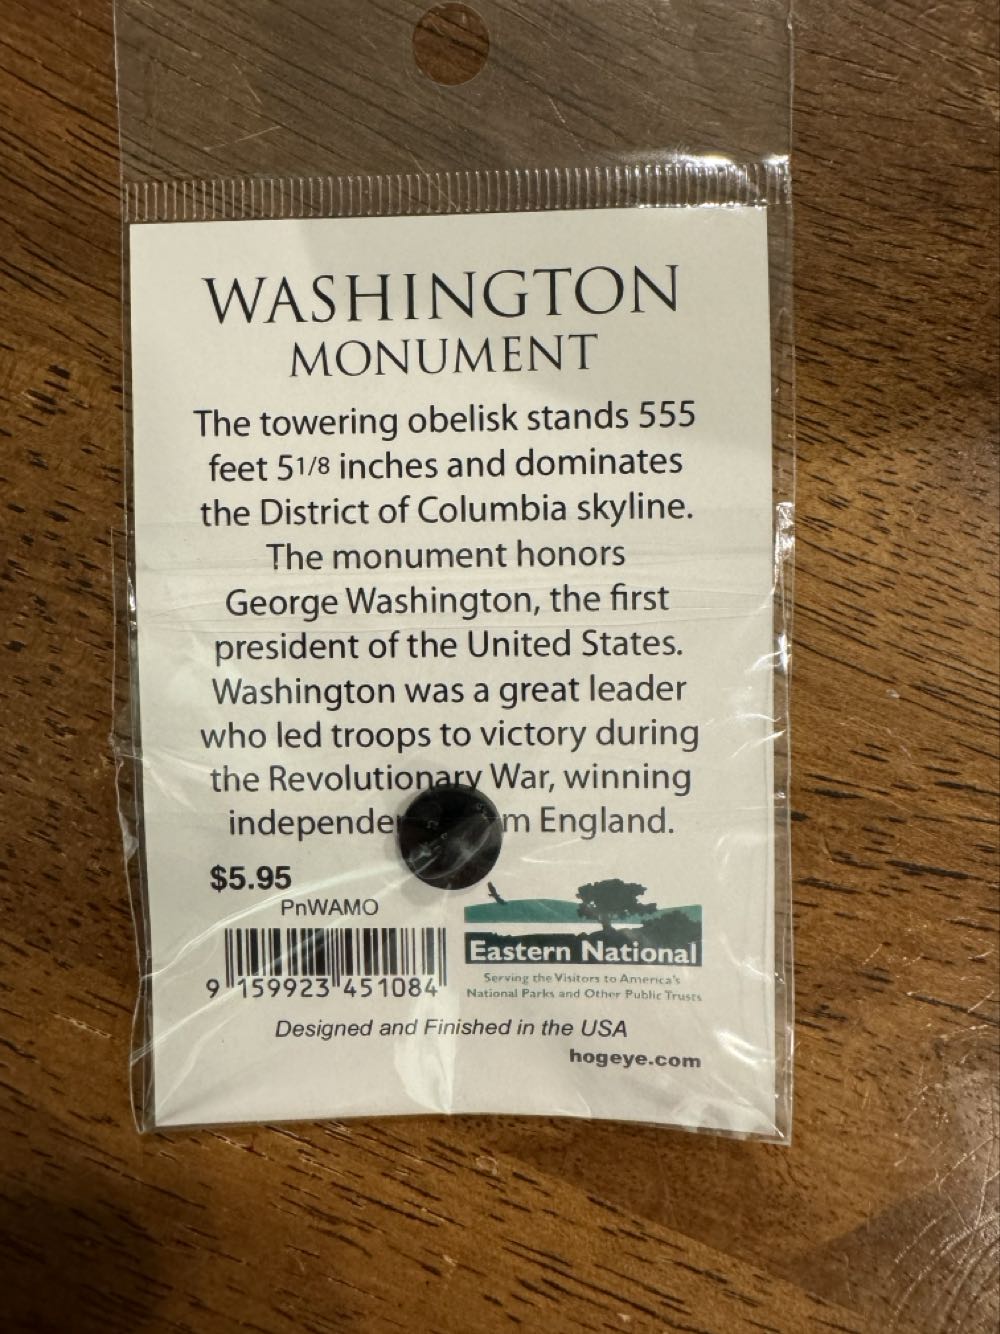 WASHINGTON
MONUMENT
The towering obelisk stands 555
feet 51/8 inches and dominates
the District of Columbia skyline.
The monument honors
George Washington, the first
president of the United States.
Washington was a great leader
who led troops to victory during
the Revolutionary War, winning
England.
$5.95
PnWAMO
9 159923 451084
Eastern National
Serving the Visitors to America's
National Parks and Other Public Trusts
Designed and Finished in the USA
hogeye.com